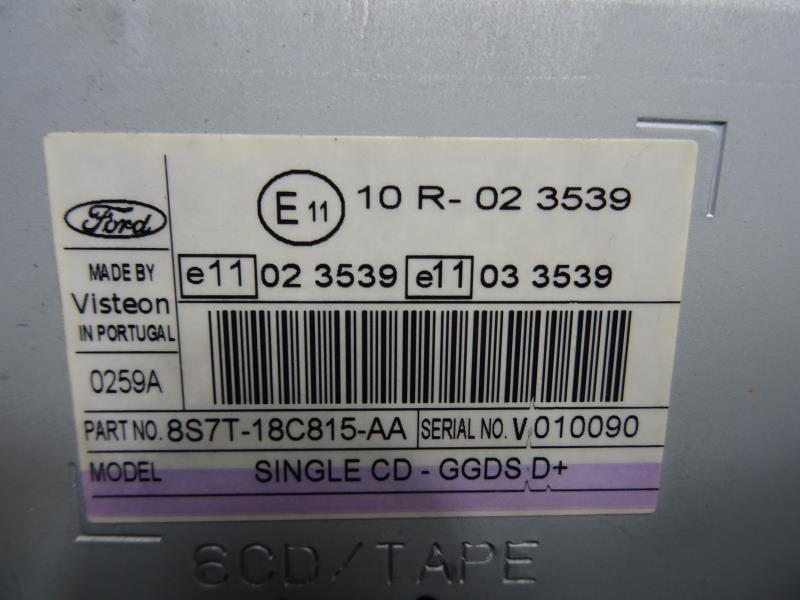 E 11 10 R- 02 3539
Ford
e11 02 3539 e11 03 3539
MADE BY
Visteon
IN PORTUGAL
0259A
PART NO. 8S7T-18C815-AA SERIAL NO. V 010090
MODEL SINGLE CD - GGDS D+
6CD/TAPE